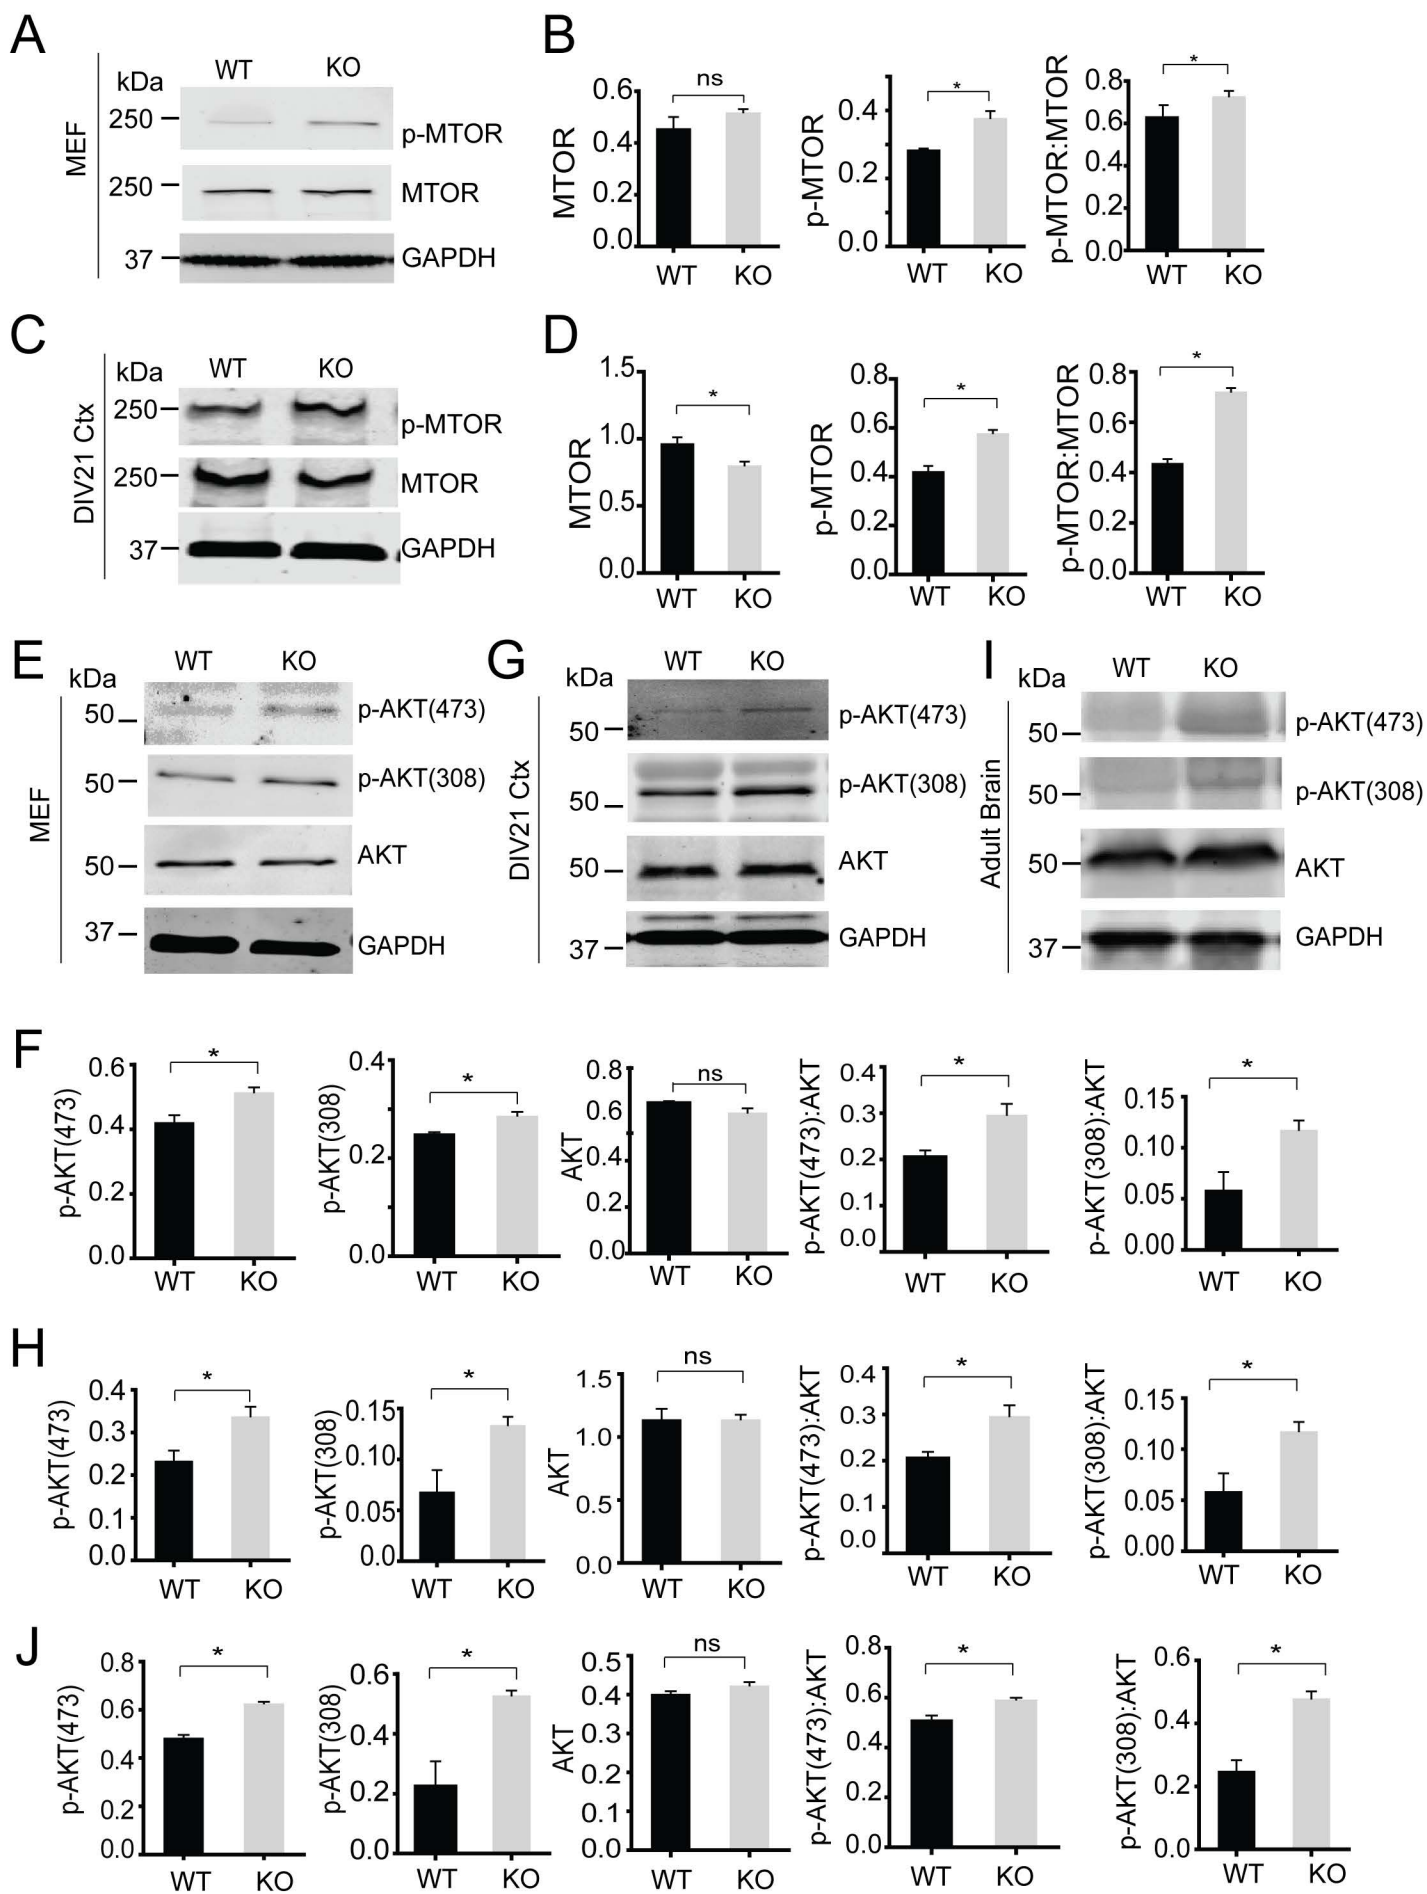 A
MEF
kDa
WT
KO
250
p-MTOR
250
MTOR
37
GAPDH
B
MTOR
0.6
0.4
0.2
0.0
ns
WT
KO
p-MTOR
0.4
0.2
0.0
*
WT
KO
p-MTOR:MTOR
0.8
0.6
0.4
0.2
0.0
*
WT
KO
C
DIV21 Ctx
kDa
WT
KO
250
p-MTOR
250
MTOR
37
GAPDH
D
MTOR
1.5
1.0
0.5
0.0
*
WT
KO
p-MTOR
0.8
0.6
0.4
0.2
0.0
*
WT
KO
p-MTOR:MTOR
0.8
0.6
0.4
0.2
0.0
*
WT
KO
E
MEF
kDa
WT
KO
50
p-AKT(473)
50
p-AKT(308)
50
AKT
37
GAPDH
G
DIV21 Ctx
kDa
WT
KO
50
p-AKT(473)
50
p-AKT(308)
50
AKT
37
GAPDH
I
Adult Brain
kDa
WT
KO
50
p-AKT(473)
50
p-AKT(308)
50
AKT
37
GAPDH
F
p-AKT(473)
0.6
0.4
0.2
0.0
*
WT
KO
p-AKT(308)
0.4
0.2
0.0
*
WT
KO
AKT
0.8
0.6
0.4
0.2
0.0
ns
WT
KO
p-AKT(473):AKT
0.4
0.3
0.2
0.1
0.0
*
WT
KO
p-AKT(308):AKT
0.15
0.10
0.05
0.00
*
WT
KO
H
p-AKT(473)
0.4
0.3
0.2
0.1
0.0
*
WT
KO
p-AKT(308)
0.15
0.10
0.05
0.0
*
WT
KO
AKT
1.5
1.0
0.5
0.0
ns
WT
KO
p-AKT(473):AKT
0.4
0.3
0.2
0.1
0.0
*
WT
KO
p-AKT(308):AKT
0.15
0.10
0.05
0.00
*
WT
KO
J
p-AKT(473)
0.8
0.6
0.4
0.2
0.0
*
WT
KO
p-AKT(308)
0.6
0.4
0.2
0.0
*
WT
KO
AKT
0.5
0.4
0.3
0.2
0.1
0.0
ns
WT
KO
p-AKT(473):AKT
0.8
0.6
0.4
0.2
0.0
*
WT
KO
p-AKT(308):AKT
0.6
0.4
0.2
0.0
*
WT
KO